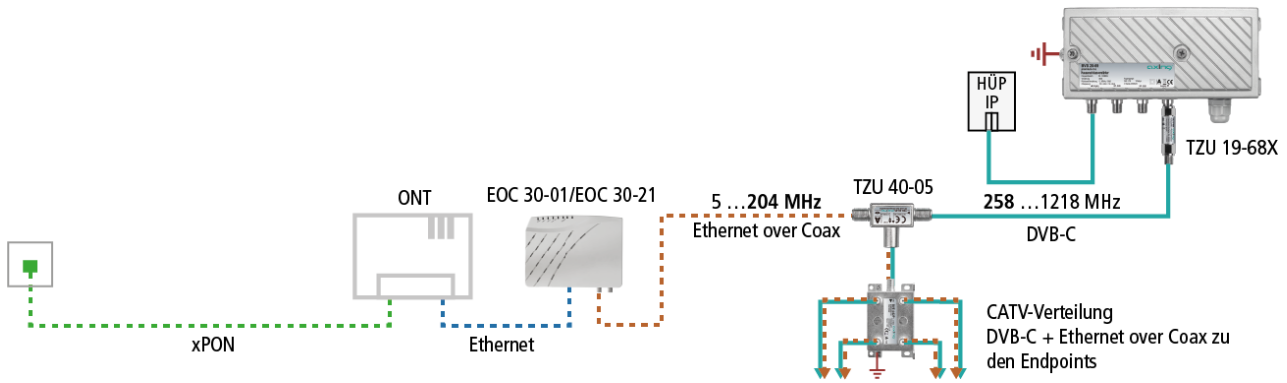 HÜP
IP
axing
TZU 19-68X
ONT
EOC 30-01/EOC 30-21
5 …204 MHz
Ethernet over Coax
TZU 40-05
258 …1218 MHz
DVB-C
xPON
Ethernet
CATV-Verteilung
DVB-C + Ethernet over Coax zu
den Endpoints